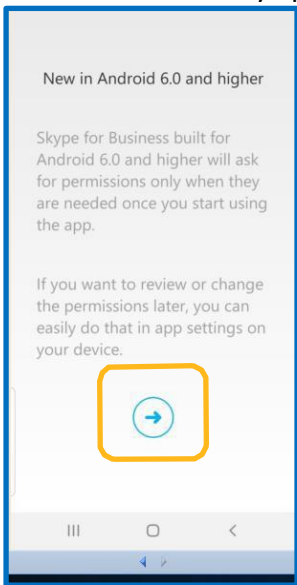 New in Android 6.0 and higher
Skype for Business built for
Android 6.0 and higher will ask
for permissions only when they
are needed once you start using
the app.
If you want to review or change
the permissions later, you can
easily do that in app settings on
your device.